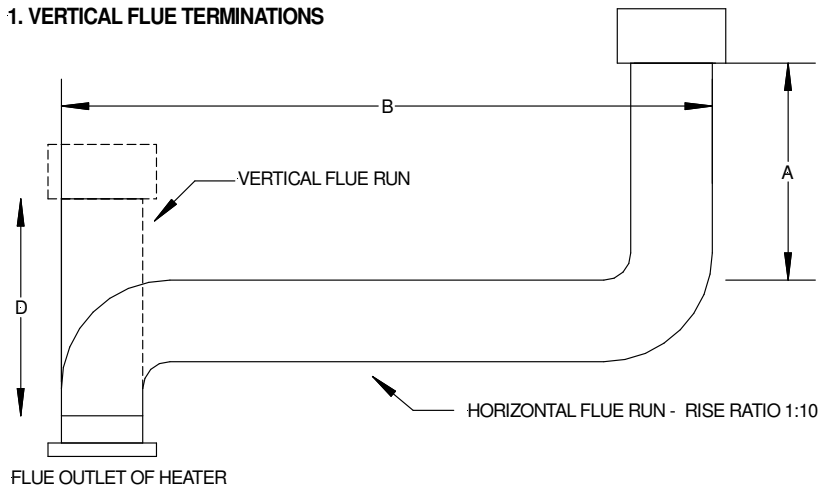 1. VERTICAL FLUE TERMINATIONS
B
A
VERTICAL FLUE RUN
D
HORIZONTAL FLUE RUN - RISE RATIO 1:10
FLUE OUTLET OF HEATER